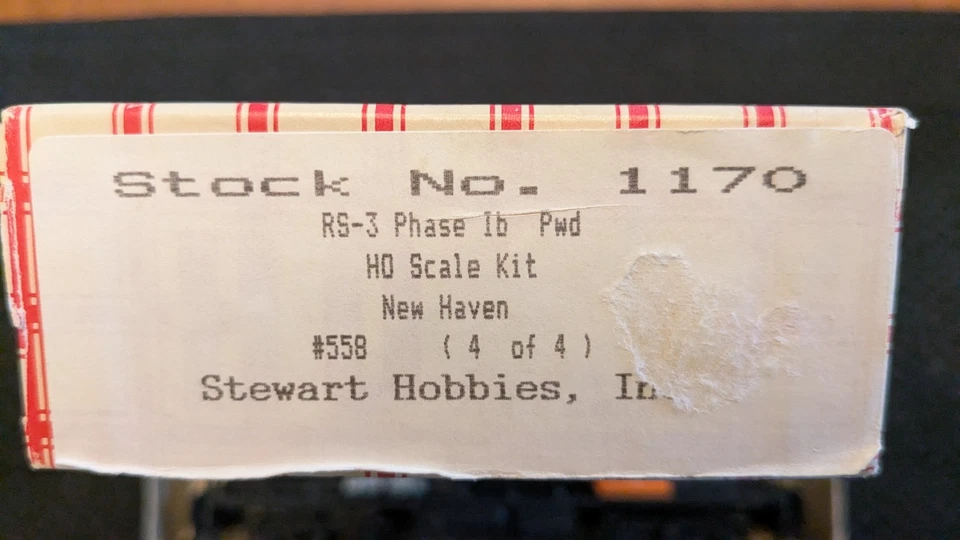 Stock No. 1170
RS-3 Phase Ib Pwd
HO Scale Kit
New Haven
#558 ( 4 of 4 )
Stewart Hobbies,